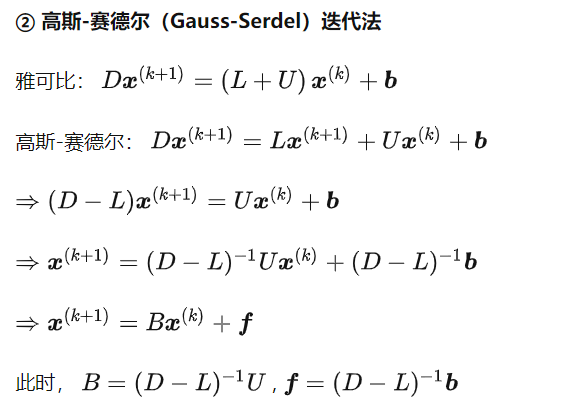 ② 高斯-赛德尔（Gauss-Serdel）迭代法
雅可比： $D\boldsymbol{x}^{(k+1)} = (L+U)\,\boldsymbol{x}^{(k)} + \boldsymbol{b}$
高斯-赛德尔： $D\boldsymbol{x}^{(k+1)} = L\boldsymbol{x}^{(k+1)} + U\boldsymbol{x}^{(k)} + \boldsymbol{b}$
$\Rightarrow (D-L)\boldsymbol{x}^{(k+1)} = U\boldsymbol{x}^{(k)} + \boldsymbol{b}$
$\Rightarrow \boldsymbol{x}^{(k+1)} = (D-L)^{-1}U\boldsymbol{x}^{(k)} + (D-L)^{-1}\boldsymbol{b}$
$\Rightarrow \boldsymbol{x}^{(k+1)} = B\boldsymbol{x}^{(k)} + \boldsymbol{f}$
此时， $B = (D-L)^{-1}U$ , $\boldsymbol{f} = (D-L)^{-1}\boldsymbol{b}$